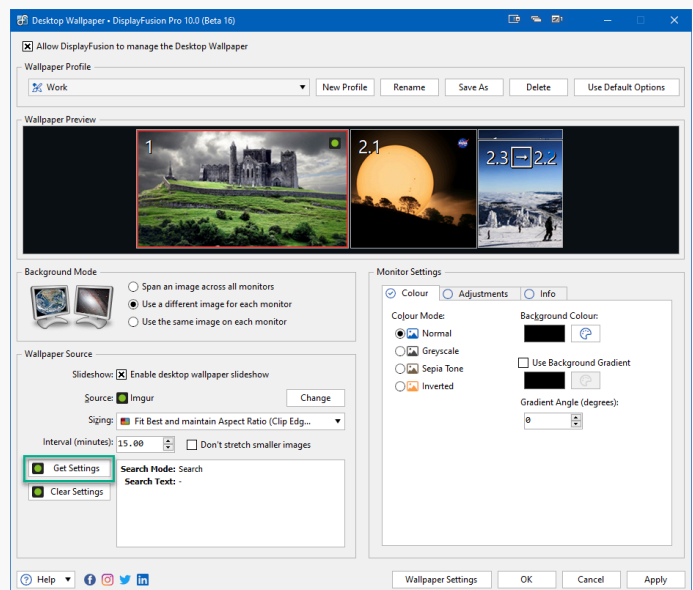 Desktop Wallpaper • DisplayFusion Pro 10.0 (Beta 16)
Allow DisplayFusion to manage the Desktop Wallpaper
Wallpaper Profile
Work New Profile Rename Save As Delete Use Default Options
Wallpaper Preview
1 2.1 2.3 → 2.2
Background Mode
Span an image across all monitors
Use a different image for each monitor
Use the same image on each monitor
Wallpaper Source
Slideshow: Enable desktop wallpaper slideshow
Source: Imgur Change
Sizing: Fit Best and maintain Aspect Ratio (Clip Edg...
Interval (minutes): 15.00 Don't stretch smaller images
Get Settings
Clear Settings
Search Mode: Search
Search Text: -
Monitor Settings
Colour Adjustments Info
Colour Mode:
Normal
Greyscale
Sepia Tone
Inverted
Background Colour:
Use Background Gradient
Gradient Angle (degrees):
0
Help Wallpaper Settings OK Cancel Apply